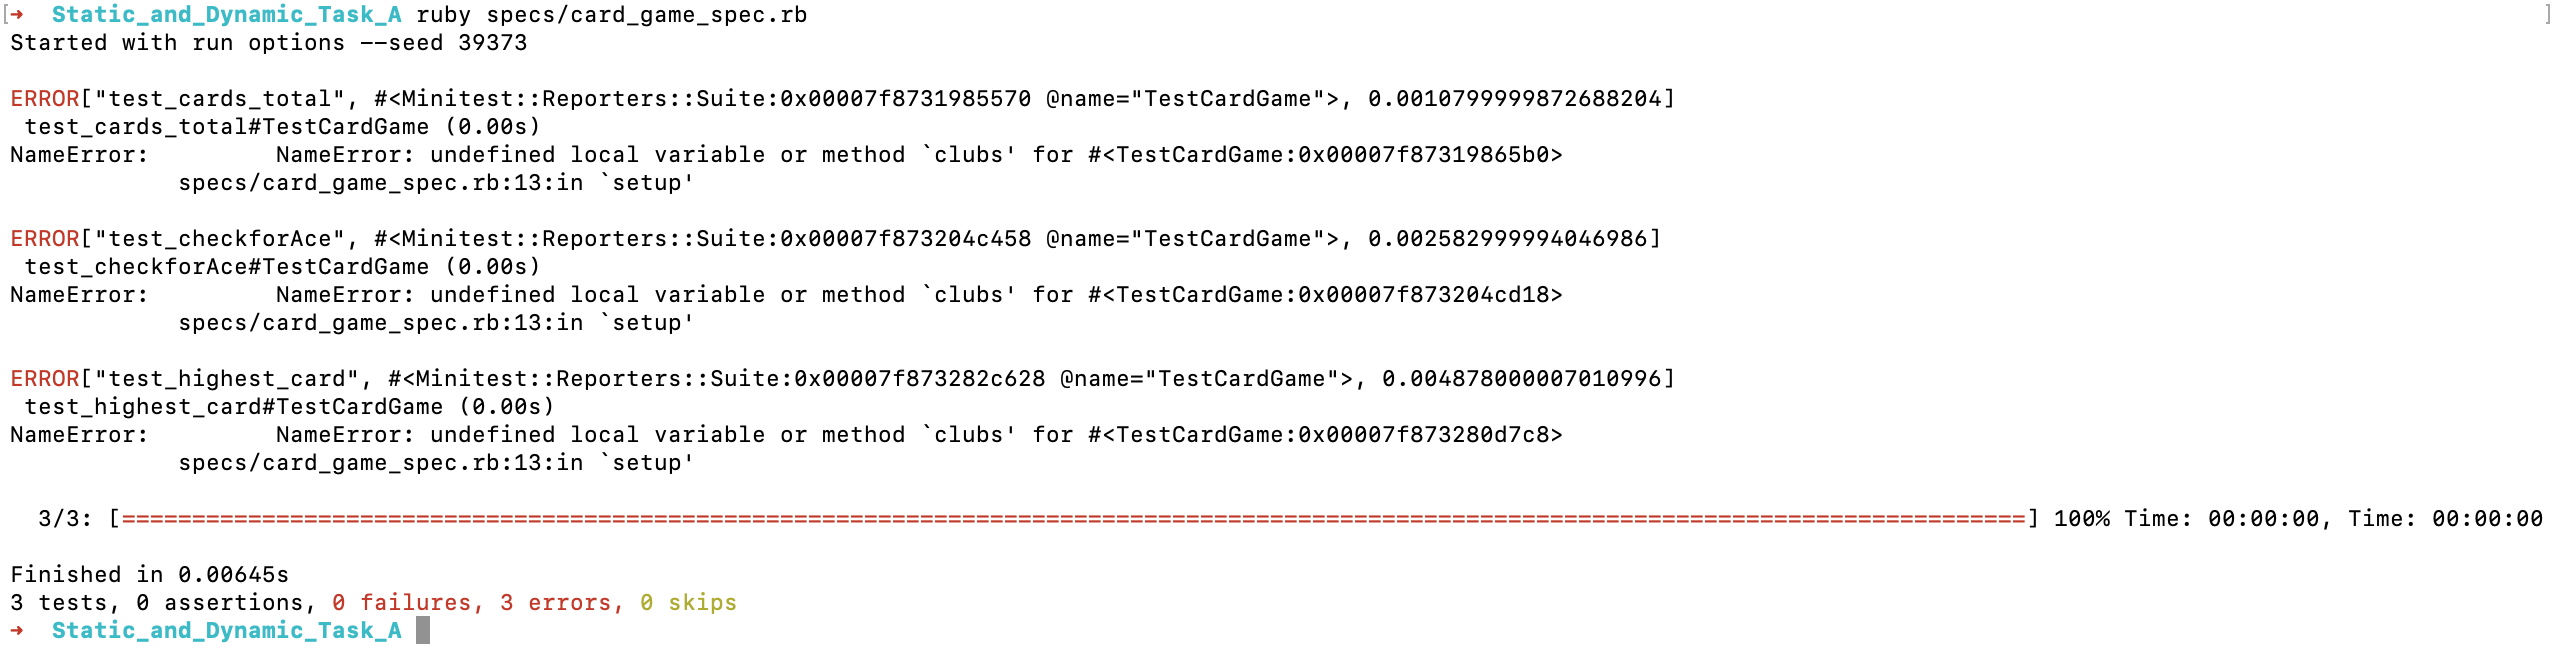 [➜  Static_and_Dynamic_Task_A ruby specs/card_game_spec.rb ]
Started with run options --seed 39373
ERROR["test_cards_total", #<Minitest::Reporters::Suite:0x00007f8731985570 @name="TestCardGame">, 0.0010799999872688204]
 test_cards_total#TestCardGame (0.00s)
NameError:         NameError: undefined local variable or method `clubs' for #<TestCardGame:0x00007f87319865b0>
            specs/card_game_spec.rb:13:in `setup'
ERROR["test_checkforAce", #<Minitest::Reporters::Suite:0x00007f873204c458 @name="TestCardGame">, 0.002582999994046986]
 test_checkforAce#TestCardGame (0.00s)
NameError:         NameError: undefined local variable or method `clubs' for #<TestCardGame:0x00007f873204cd18>
            specs/card_game_spec.rb:13:in `setup'
ERROR["test_highest_card", #<Minitest::Reporters::Suite:0x00007f873282c628 @name="TestCardGame">, 0.004878000007010996]
 test_highest_card#TestCardGame (0.00s)
NameError:         NameError: undefined local variable or method `clubs' for #<TestCardGame:0x00007f873280d7c8>
            specs/card_game_spec.rb:13:in `setup'
  3/3: [========================================================================================================================================] 100% Time: 00:00:00, Time: 00:00:00
Finished in 0.00645s
3 tests, 0 assertions, 0 failures, 3 errors, 0 skips
➜  Static_and_Dynamic_Task_A